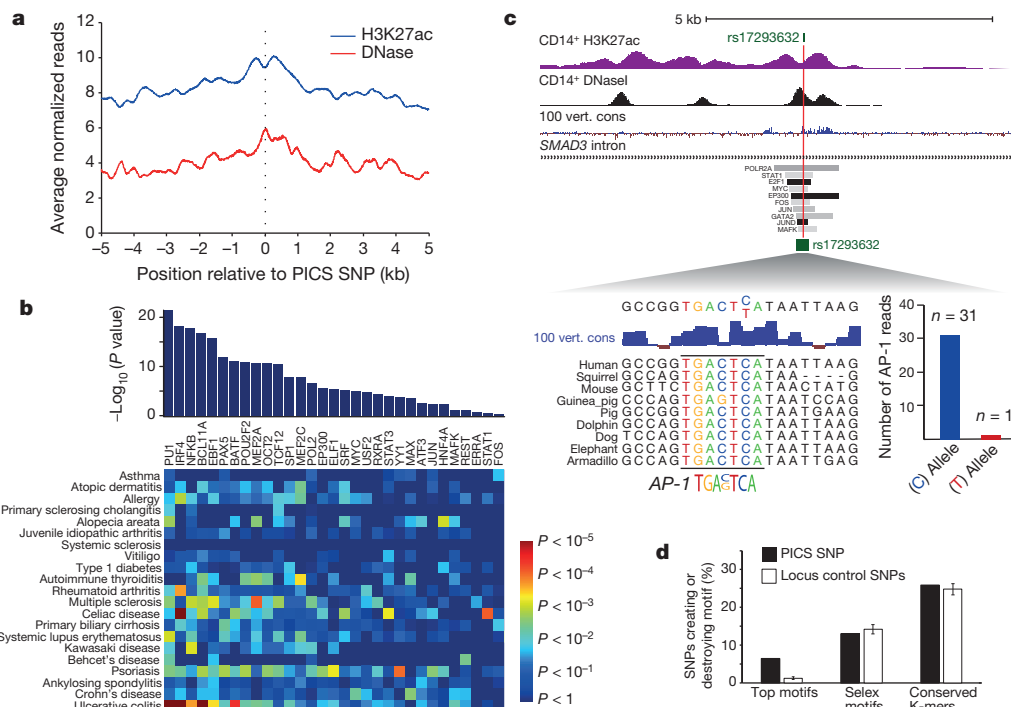 a
Average normalized reads
12
10
8
6
4
2
0
H3K27ac
DNase
–5 –4 –3 –2 –1 0 1 2 3 4 5
Position relative to PICS SNP (kb)
b
–Log10 (P value)
20
10
0
PU1 IRF4 NFKB BCL11A EBF1 PAX5 BATF POU2F2 MEF2A OCT2 TCF12 SP1 MEF2C POL2 EP300 ELF1 SRF MYC USF2 RXRA STAT3 YY1 MAX ATF3 JUN HNF4A MAFK REST ERRA STAT1 FOS
Asthma
Atopic dermatitis
Allergy
Primary sclerosing cholangitis
Alopecia areata
Juvenile idiopathic arthritis
Systemic sclerosis
Vitiligo
Type 1 diabetes
Autoimmune thyroiditis
Rheumatoid arthritis
Multiple sclerosis
Celiac disease
Primary biliary cirrhosis
Systemic lupus erythematosus
Kawasaki disease
Behcet's disease
Psoriasis
Ankylosing spondylitis
Crohn's disease
Ulcerative colitis
P < 10–5
P < 10–4
P < 10–3
P < 10–2
P < 10–1
P < 1
c
5 kb
rs17293632
CD14+ H3K27ac
CD14+ DNaseI
100 vert. cons
SMAD3 intron
POLR2A
STAT1
E2F1
MYC
EP300
FOS
JUN
GATA2
JUND
MAFK
rs17293632
GCCGGTGACTCATAATTAAG
T
100 vert. cons
Human GCCGGTGACTCATAATTAAG
Squirrel GCCAGTGACTCATAA----G
Mouse GCTTCTGACTCATAACTATG
Guinea_pig GCCAGTGAGTCATAATCCAG
Pig GCCGGTGACTCATAATGAAG
Dolphin GCCAGTGACTCATAATAAAG
Dog TCCAGTGACTCATAATAAAG
Elephant GCCAGTGACTCATAATTAAG
Armadillo GCCAGTGACTCATAATTGAG
AP-1 TGACTCA
G
Number of AP-1 reads
40
30
20
10
n = 31
n = 1
(C) Allele
(T) Allele
d
SNPs creating or
destroying motif (%)
30
20
10
0
PICS SNP
Locus control SNPs
Top motifs
Selex
motifs
Conserved
K-mers